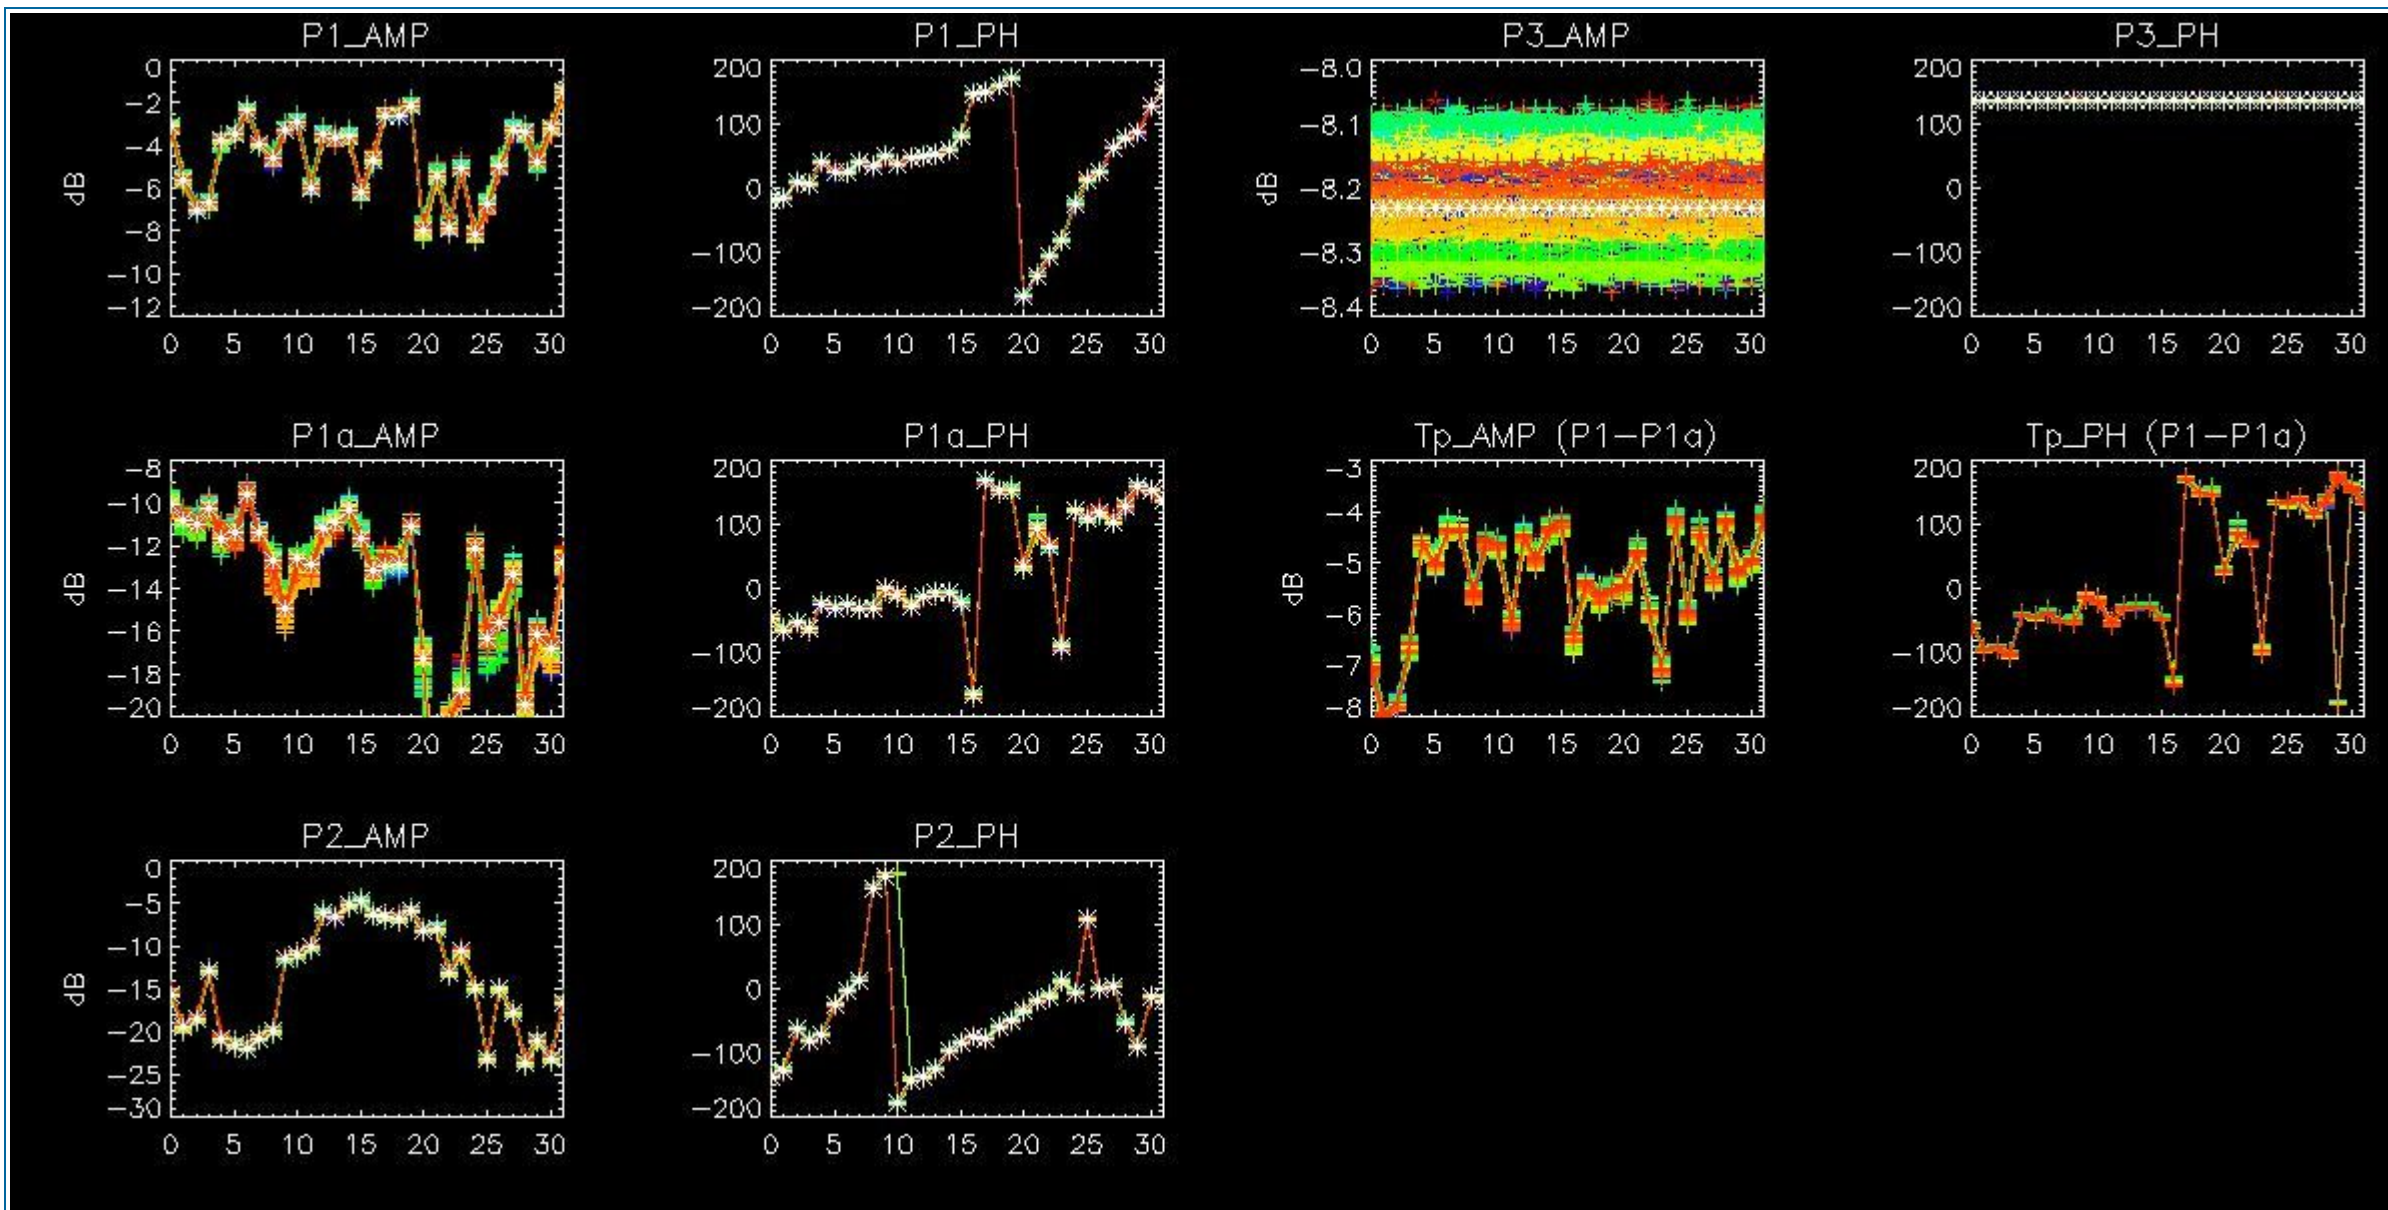 P1_AMP P1_PH P3_AMP P3_PH
0 200 −8.0 200
−2
−4 100 −8.1 100
dB −6 0 dB −8.2 0
−8
−10 −100 −8.3 −100
−12 −200 −8.4 −200
0 5 10 15 20 25 30 0 5 10 15 20 25 30 0 5 10 15 20 25 30 0 5 10 15 20 25 30
P1a_AMP P1a_PH Tp_AMP (P1−P1a) Tp_PH (P1−P1a)
−8 200 −3 200
−10 100 −4 100
−12
dB −14 0 dB −5 0
−16 −6
−18 −100 −7 −100
−20 −200 −8 −200
0 5 10 15 20 25 30 0 5 10 15 20 25 30 0 5 10 15 20 25 30 0 5 10 15 20 25 30
P2_AMP P2_PH
0 200
−5 100
−10
dB −15 0
−20
−25 −100
−30 −200
0 5 10 15 20 25 30 0 5 10 15 20 25 30